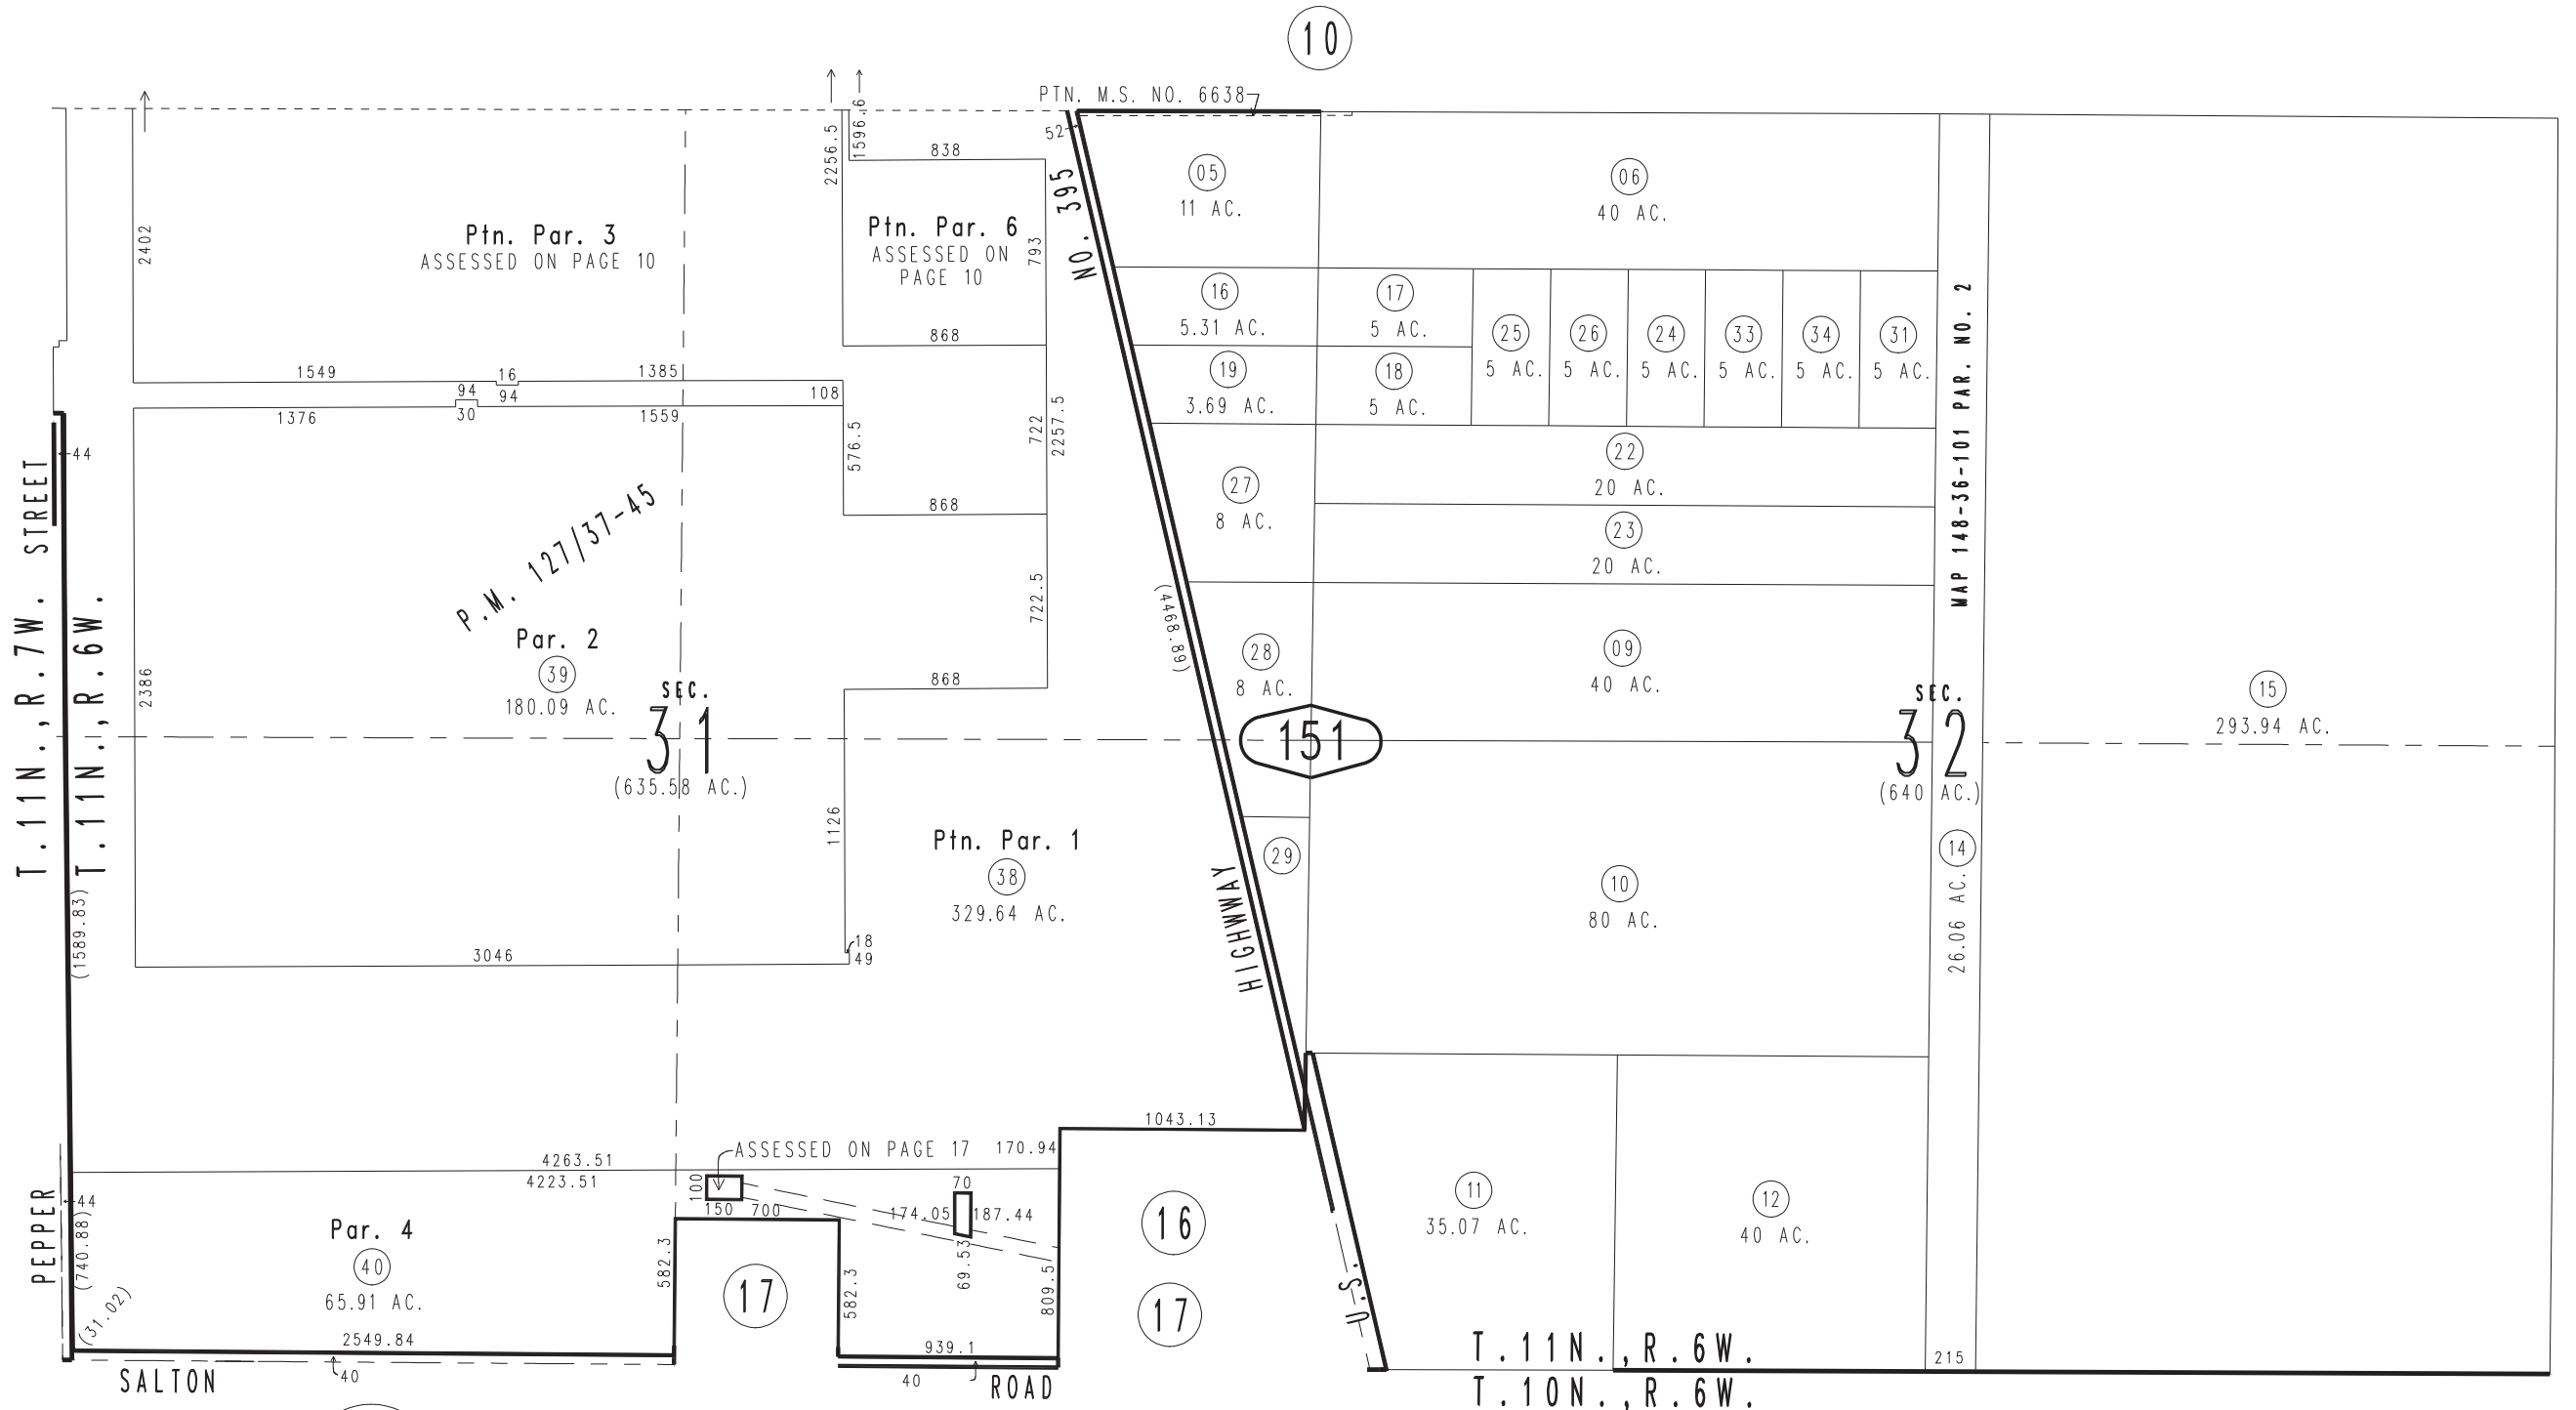 10
PTN. M.S. NO. 6638
52
2402
2256.5
1596.6
838
793
Ptn. Par. 3
ASSESSED ON PAGE 10
Ptn. Par. 6
ASSESSED ON
PAGE 10
868
NO. 395
05
11 AC.
06
40 AC.
16
5.31 AC.
17
5 AC.
19
3.69 AC.
18
5 AC.
25
5 AC.
26
5 AC.
24
5 AC.
33
5 AC.
34
5 AC.
31
5 AC.
MAP 148-36-101 PAR. NO. 2
1549
16
1385
94
94
108
1376
30
1559
576.5
722
2257.5
868
722.5
868
44
STREET
T.11N.,R.7W.
T.11N.,R.6W.
P.M. 127/37-45
Par. 2
39
180.09 AC.
2386
SEC.
31
(635.58 AC.)
27
8 AC.
22
20 AC.
23
20 AC.
(4468.89)
28
8 AC.
09
40 AC.
151
SEC.
32
(640 AC.)
15
293.94 AC.
1126
Ptn. Par. 1
38
329.64 AC.
29
HIGHWAY
10
80 AC.
14
26.06 AC.
(1589.83)
3046
18
49
1043.13
4263.51
4223.51
ASSESSED ON PAGE 17
170.94
100
150
700
70
174.05
187.44
69.53
PEPPER
44
(740.88)
(31.02)
Par. 4
40
65.91 AC.
582.3
17
582.3
809.5
16
17
U.S.
11
35.07 AC.
12
40 AC.
2549.84
939.1
215
SALTON
40
40
ROAD
T.11N.,R.6W.
T.10N.,R.6W.